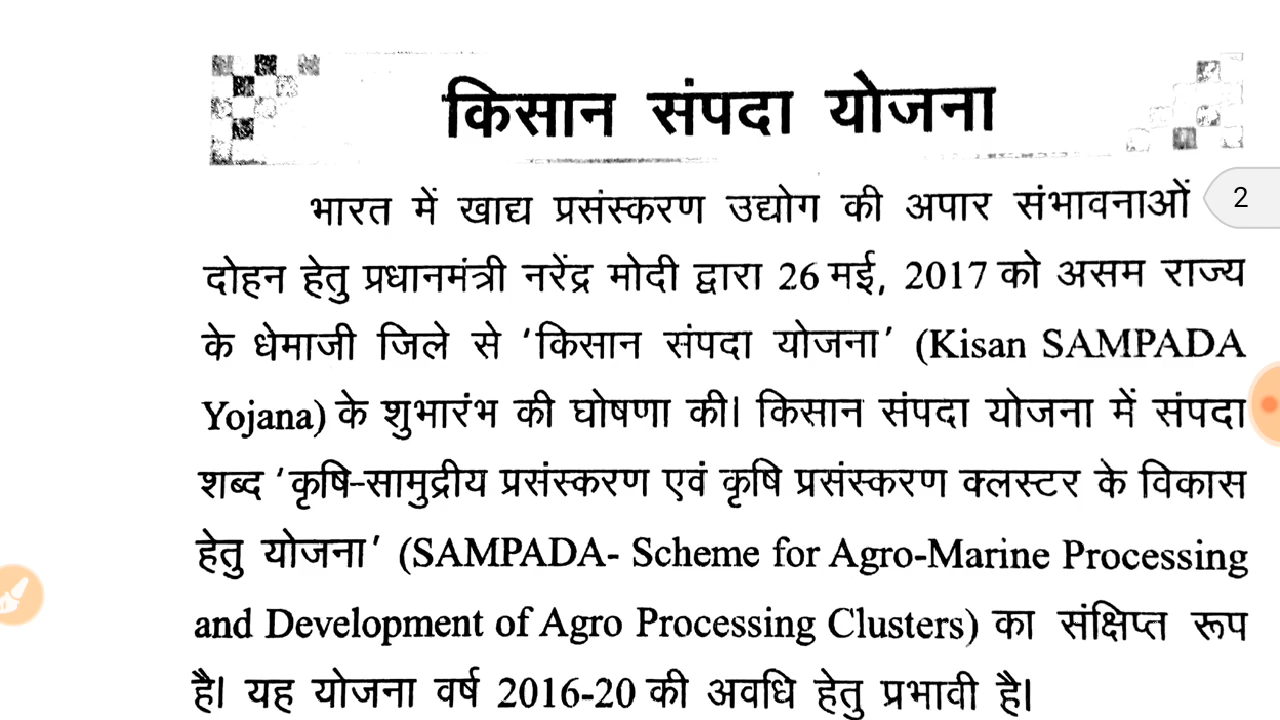 किसान संपदा योजना
भारत में खाद्य प्रसंस्करण उद्योग की अपार संभावनाओं
2
दोहन हेतु प्रधानमंत्री नरेंद्र मोदी द्वारा 26 मई, 2017 को असम राज्य
के धेमाजी जिले से 'किसान संपदा योजना' (Kisan SAMPADA
Yojana) के शुभारंभ की घोषणा की। किसान संपदा योजना में संपदा
शब्द 'कृषि-सामुद्रीय प्रसंस्करण एवं कृषि प्रसंस्करण क्लस्टर के विकास
हेतु योजना' (SAMPADA- Scheme for Agro-Marine Processing
and Development of Agro Processing Clusters) का संक्षिप्त रूप
है। यह योजना वर्ष 2016-20 की अवधि हेतु प्रभावी है।